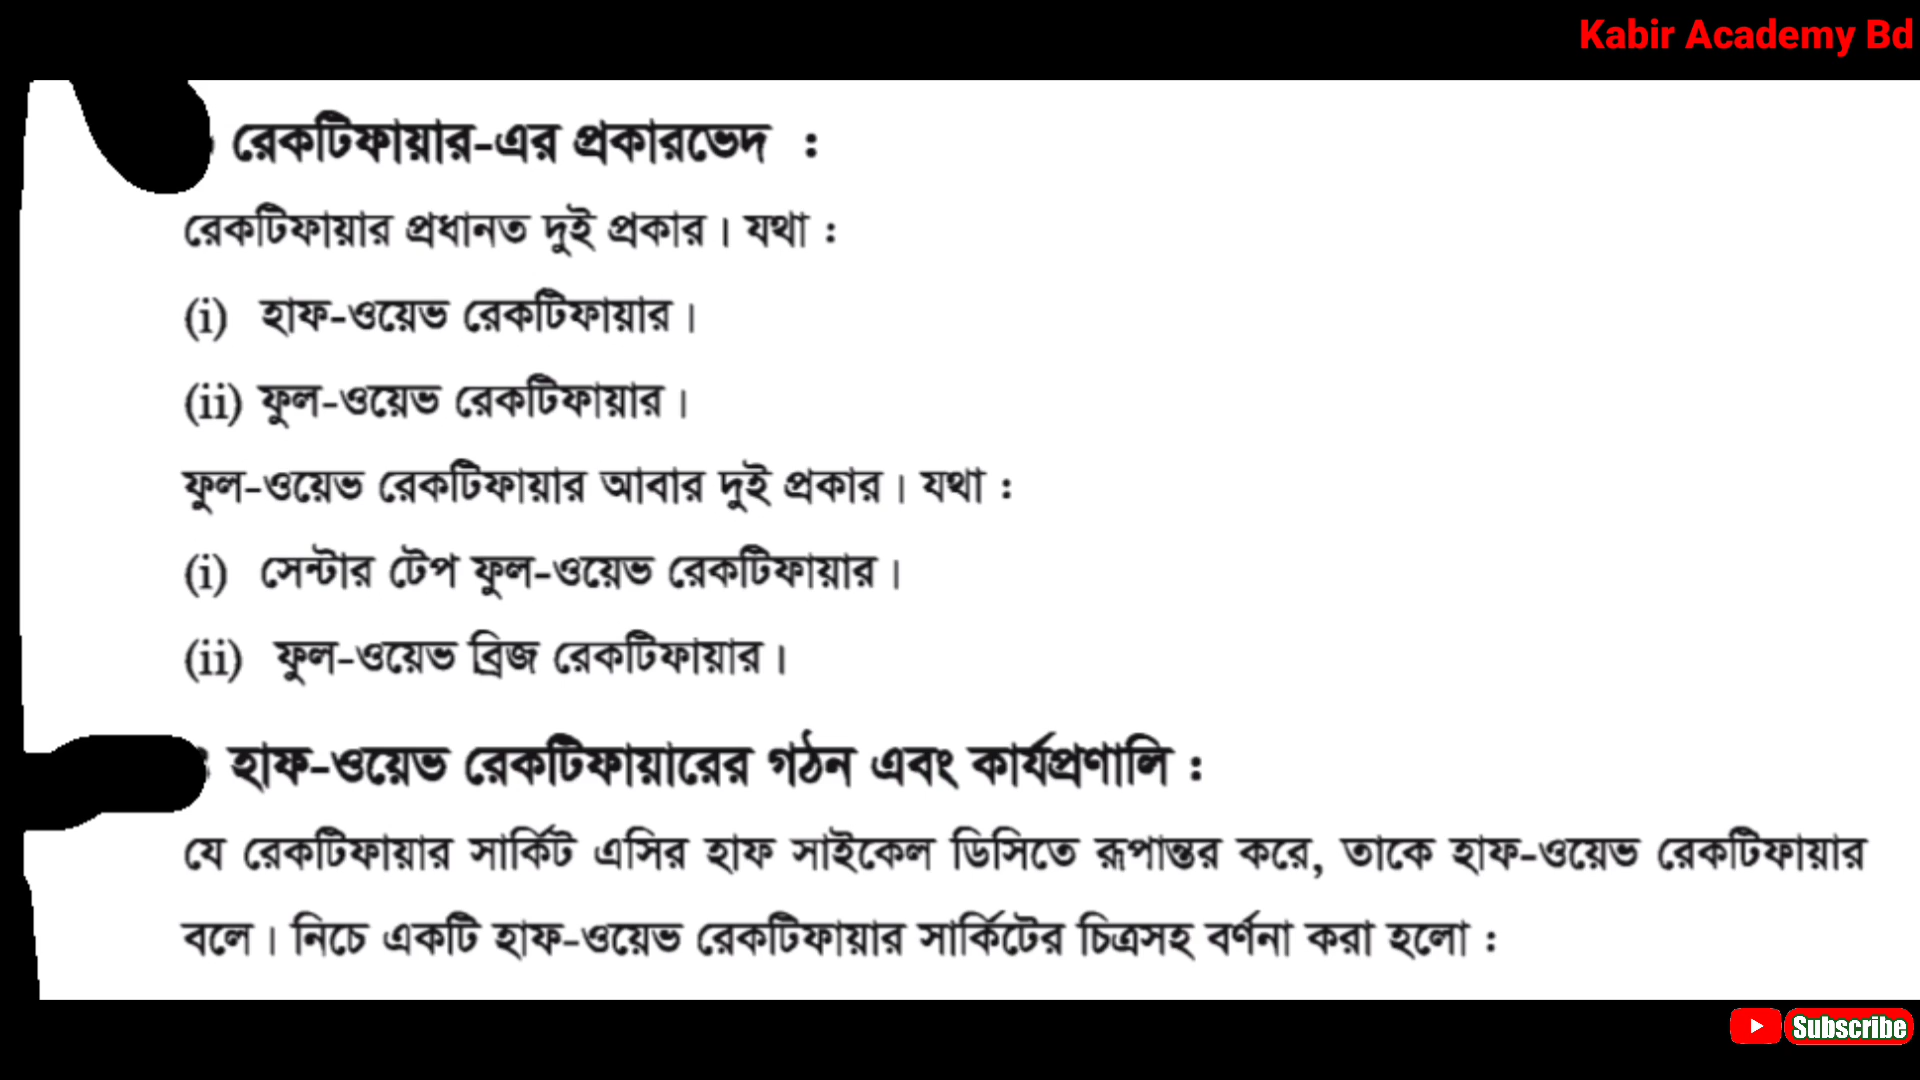 Kabir Academy Bd
রেকটিফায়ার-এর প্রকারভেদ :
রেকটিফায়ার প্রধানত দুই প্রকার। যথা :
(i) হাফ-ওয়েভ রেকটিফায়ার।
(ii) ফুল-ওয়েভ রেকটিফায়ার।
ফুল-ওয়েভ রেকটিফায়ার আবার দুই প্রকার। যথা :
(i) সেন্টার টেপ ফুল-ওয়েভ রেকটিফায়ার।
(ii) ফুল-ওয়েভ ব্রিজ রেকটিফায়ার।
হাফ-ওয়েভ রেকটিফায়ারের গঠন এবং কার্যপ্রণালি :
যে রেকটিফায়ার সার্কিট এসির হাফ সাইকেল ডিসিতে রূপান্তর করে, তাকে হাফ-ওয়েভ রেকটিফায়ার
বলে। নিচে একটি হাফ-ওয়েভ রেকটিফায়ার সার্কিটের চিত্রসহ বর্ণনা করা হলো :
Subscribe